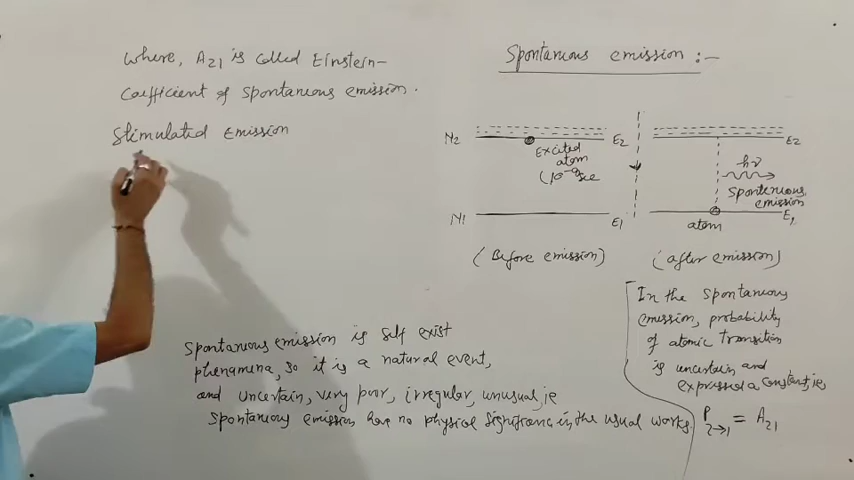 where, A21 is called Einstein-
coefficient of spontaneous emission.
Stimulated Emission
Spontaneous emission :-
N2
E2
Excited
atom
(10⁻⁹sec
N1
E1
(Before emission)
E2
hν
spontaneous
emission
atom
E1
(after emission)
In the spontaneous
emission, probability
of atomic transition
is uncertain and
expressed a constant, ie,
P2→1 = A21
Spontaneous emission is self exist
phenamina, so it is a natural event,
and uncertain, very poor, irregular, unusual, ie
spontaneous emission have no physical significance in the usual works.